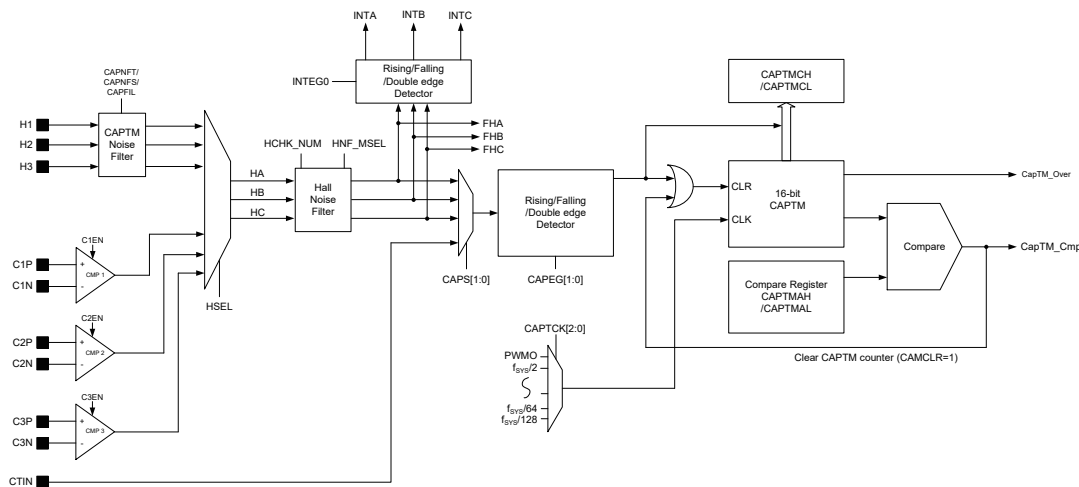 INTA
INTB
INTC
CAPNFT/
CAPNFS/
CAPFIL
INTEG0
Rising/Falling
/Double edge
Detector
CAPTMCH
/CAPTMCL
H1
H2
H3
CAPTM
Noise
Filter
FHA
FHB
FHC
HCHK_NUM
HNF_MSEL
HA
HB
HC
Hall
Noise
Filter
Rising/Falling
/Double edge
Detector
CLR
CLK
16-bit
CAPTM
CapTM_Over
C1EN
C1P
C1N
+
-
CMP 1
HSEL
CAPS[1:0]
CAPEG[1:0]
Compare
CapTM_Cmp
Compare Register
CAPTMAH
/CAPTMAL
C2EN
C2P
C2N
+
-
CMP 2
CAPTCK[2:0]
PWMO
fSYS/2
fSYS/64
fSYS/128
Clear CAPTM counter (CAMCLR=1)
C3EN
C3P
C3N
+
-
CMP 3
CTIN